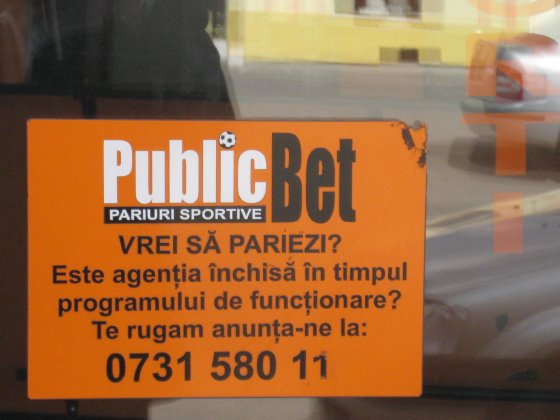 PublicBet
PARIURI SPORTIVE
VREI SĂ PARIEZI?
Este agenția închisă în timpul
programului de funcționare?
Te rugam anunța-ne la:
0731 580 11